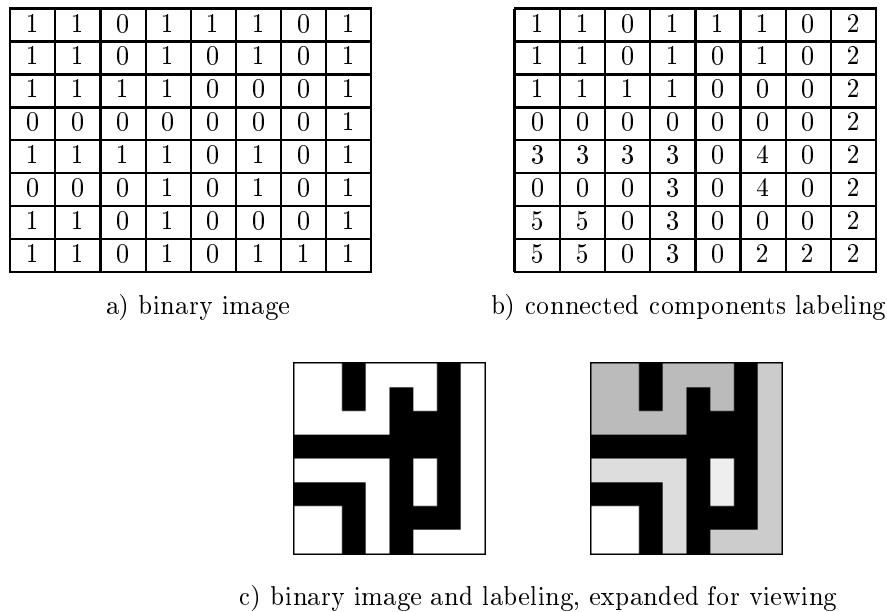 1 1 0 1 1 1 0 1 1 1 0 1 1 1 0 2
1 1 0 1 0 1 0 1 1 1 0 1 0 1 0 2
1 1 1 1 0 0 0 1 1 1 1 1 0 0 0 2
0 0 0 0 0 0 0 1 0 0 0 0 0 0 0 2
1 1 1 1 0 1 0 1 3 3 3 3 0 4 0 2
0 0 0 1 0 1 0 1 0 0 0 3 0 4 0 2
1 1 0 1 0 0 0 1 5 5 0 3 0 0 0 2
1 1 0 1 0 1 1 1 5 5 0 3 0 2 2 2
a) binary image b) connected components labeling
c) binary image and labeling, expanded for viewing